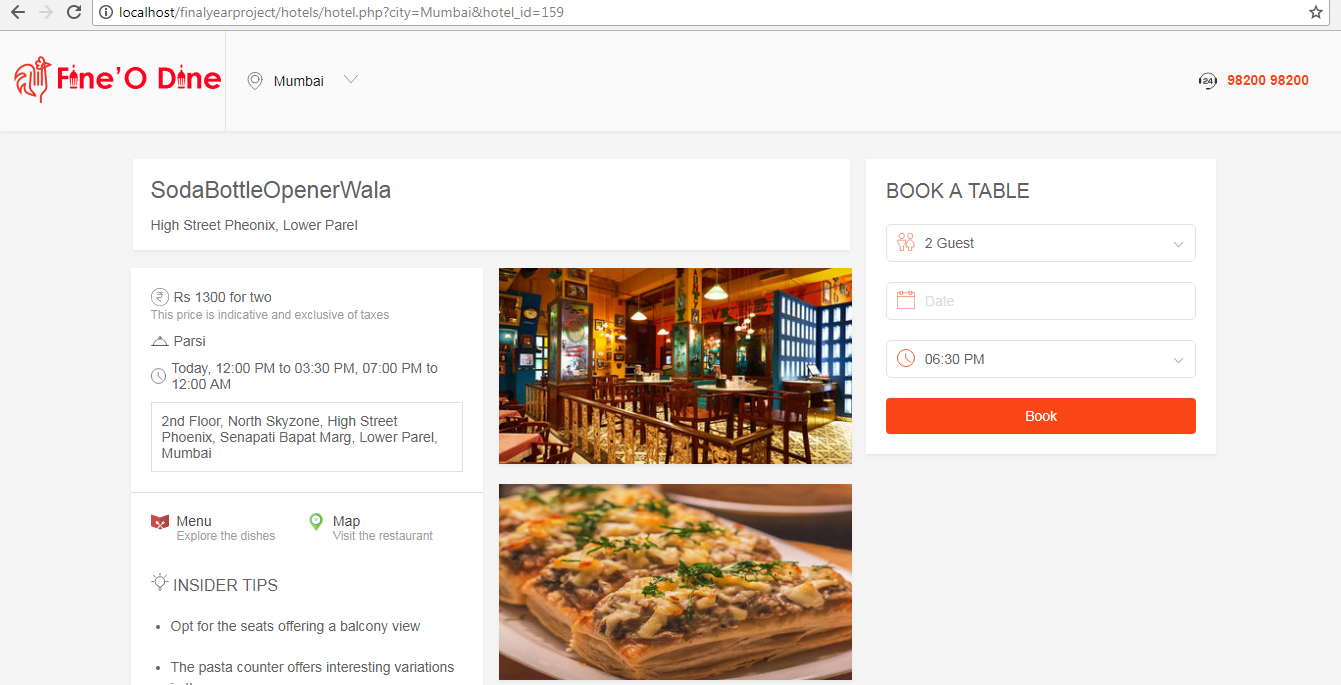 localhost/finalyearproject/hotels/hotel.php?city=Mumbai&hotel_id=159
Fine'O Dine
Mumbai
24
98200 98200
SodaBottleOpenerWala
High Street Pheonix, Lower Parel
Rs 1300 for two
This price is indicative and exclusive of taxes
Parsi
Today, 12:00 PM to 03:30 PM, 07:00 PM to
12:00 AM
2nd Floor, North Skyzone, High Street
Phoenix, Senapati Bapat Marg, Lower Parel,
Mumbai
Menu
Explore the dishes
Map
Visit the restaurant
INSIDER TIPS
• Opt for the seats offering a balcony view
• The pasta counter offers interesting variations
BOOK A TABLE
2 Guest
Date
06:30 PM
Book